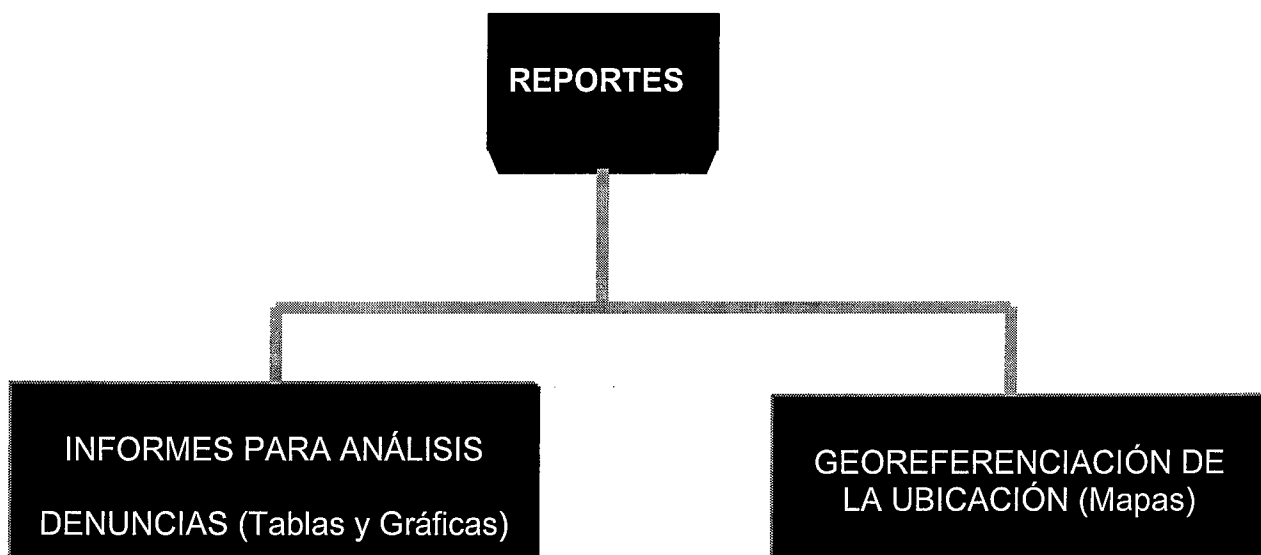 REPORTES
INFORMES PARA ANÁLISIS
DENUNCIAS (Tablas y Gráficas)
GEOREFERENCIACIÓN DE
LA UBICACIÓN (Mapas)